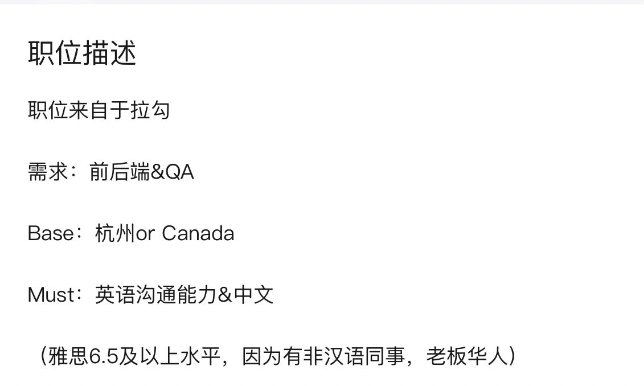 职位描述
职位来自于拉勾
需求：前后端&QA
Base：杭州or Canada
Must：英语沟通能力&中文
（雅思6.5及以上水平，因为有非汉语同事，老板华人）